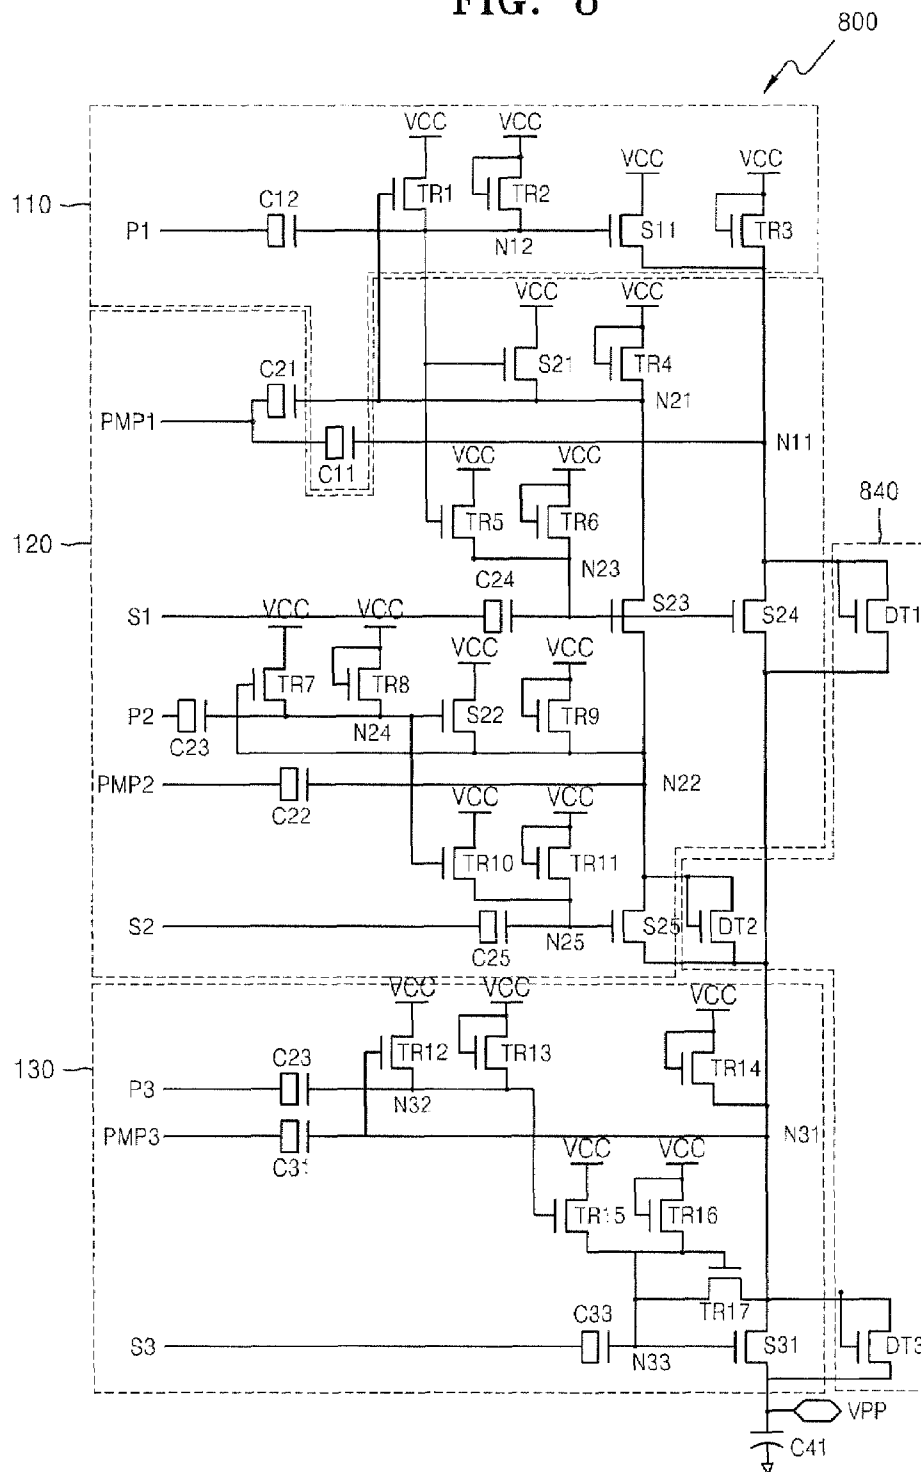 FIG. 8
800
VCC VCC
VCC VCC
C12 TR1 TR2
110 P1 S11 TR3
N12
VCC VCC
C21 S21 TR4
N21
PMP1
C11 VCC VCC N11
840
TR5 TR6
120
C24 N23
S1 VCC VCC S23 S24 DT1
VCC VCC
TR7 TR8
P2 S22 TR9
C23 N24
PMP2 C22 VCC VCC N22
TR10 TR11
S2 S25 DT2
C25 N25
VCC VCC VCC
130 C23 TR12 TR13 TR14
P3 N32
PMP3 C31 VCC VCC N31
TR15 TR16
C33 TR17
S3 N33 S31 DT3
VPP
C41